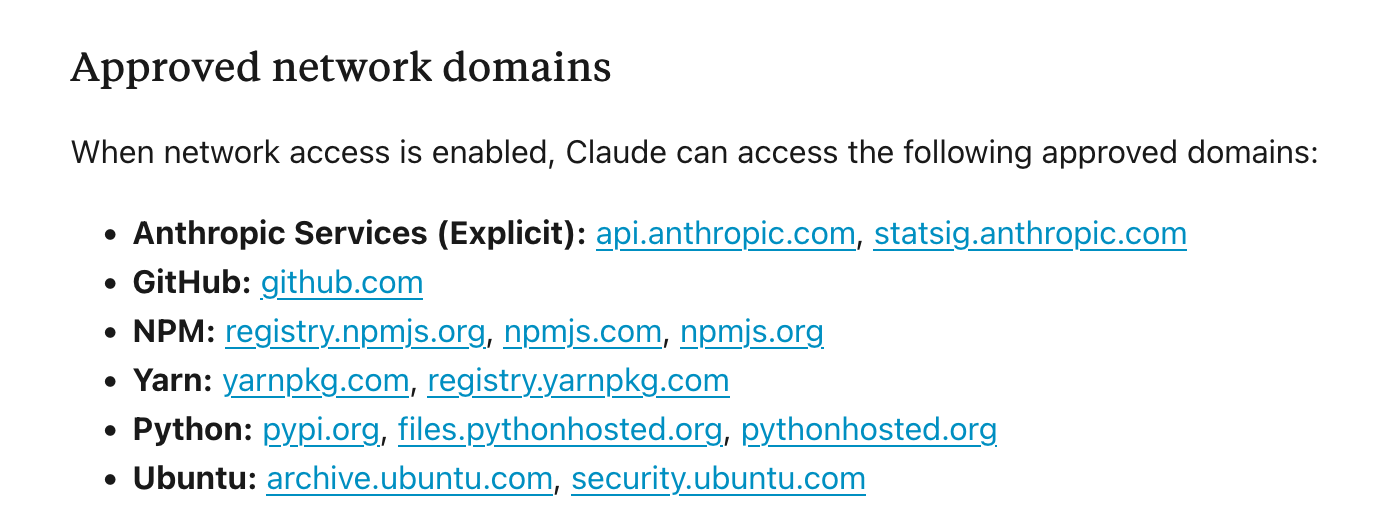 Approved network domains
When network access is enabled, Claude can access the following approved domains:
• Anthropic Services (Explicit): api.anthropic.com, statsig.anthropic.com
• GitHub: github.com
• NPM: registry.npmjs.org, npmjs.com, npmjs.org
• Yarn: yarnpkg.com, registry.yarnpkg.com
• Python: pypi.org, files.pythonhosted.org, pythonhosted.org
• Ubuntu: archive.ubuntu.com, security.ubuntu.com